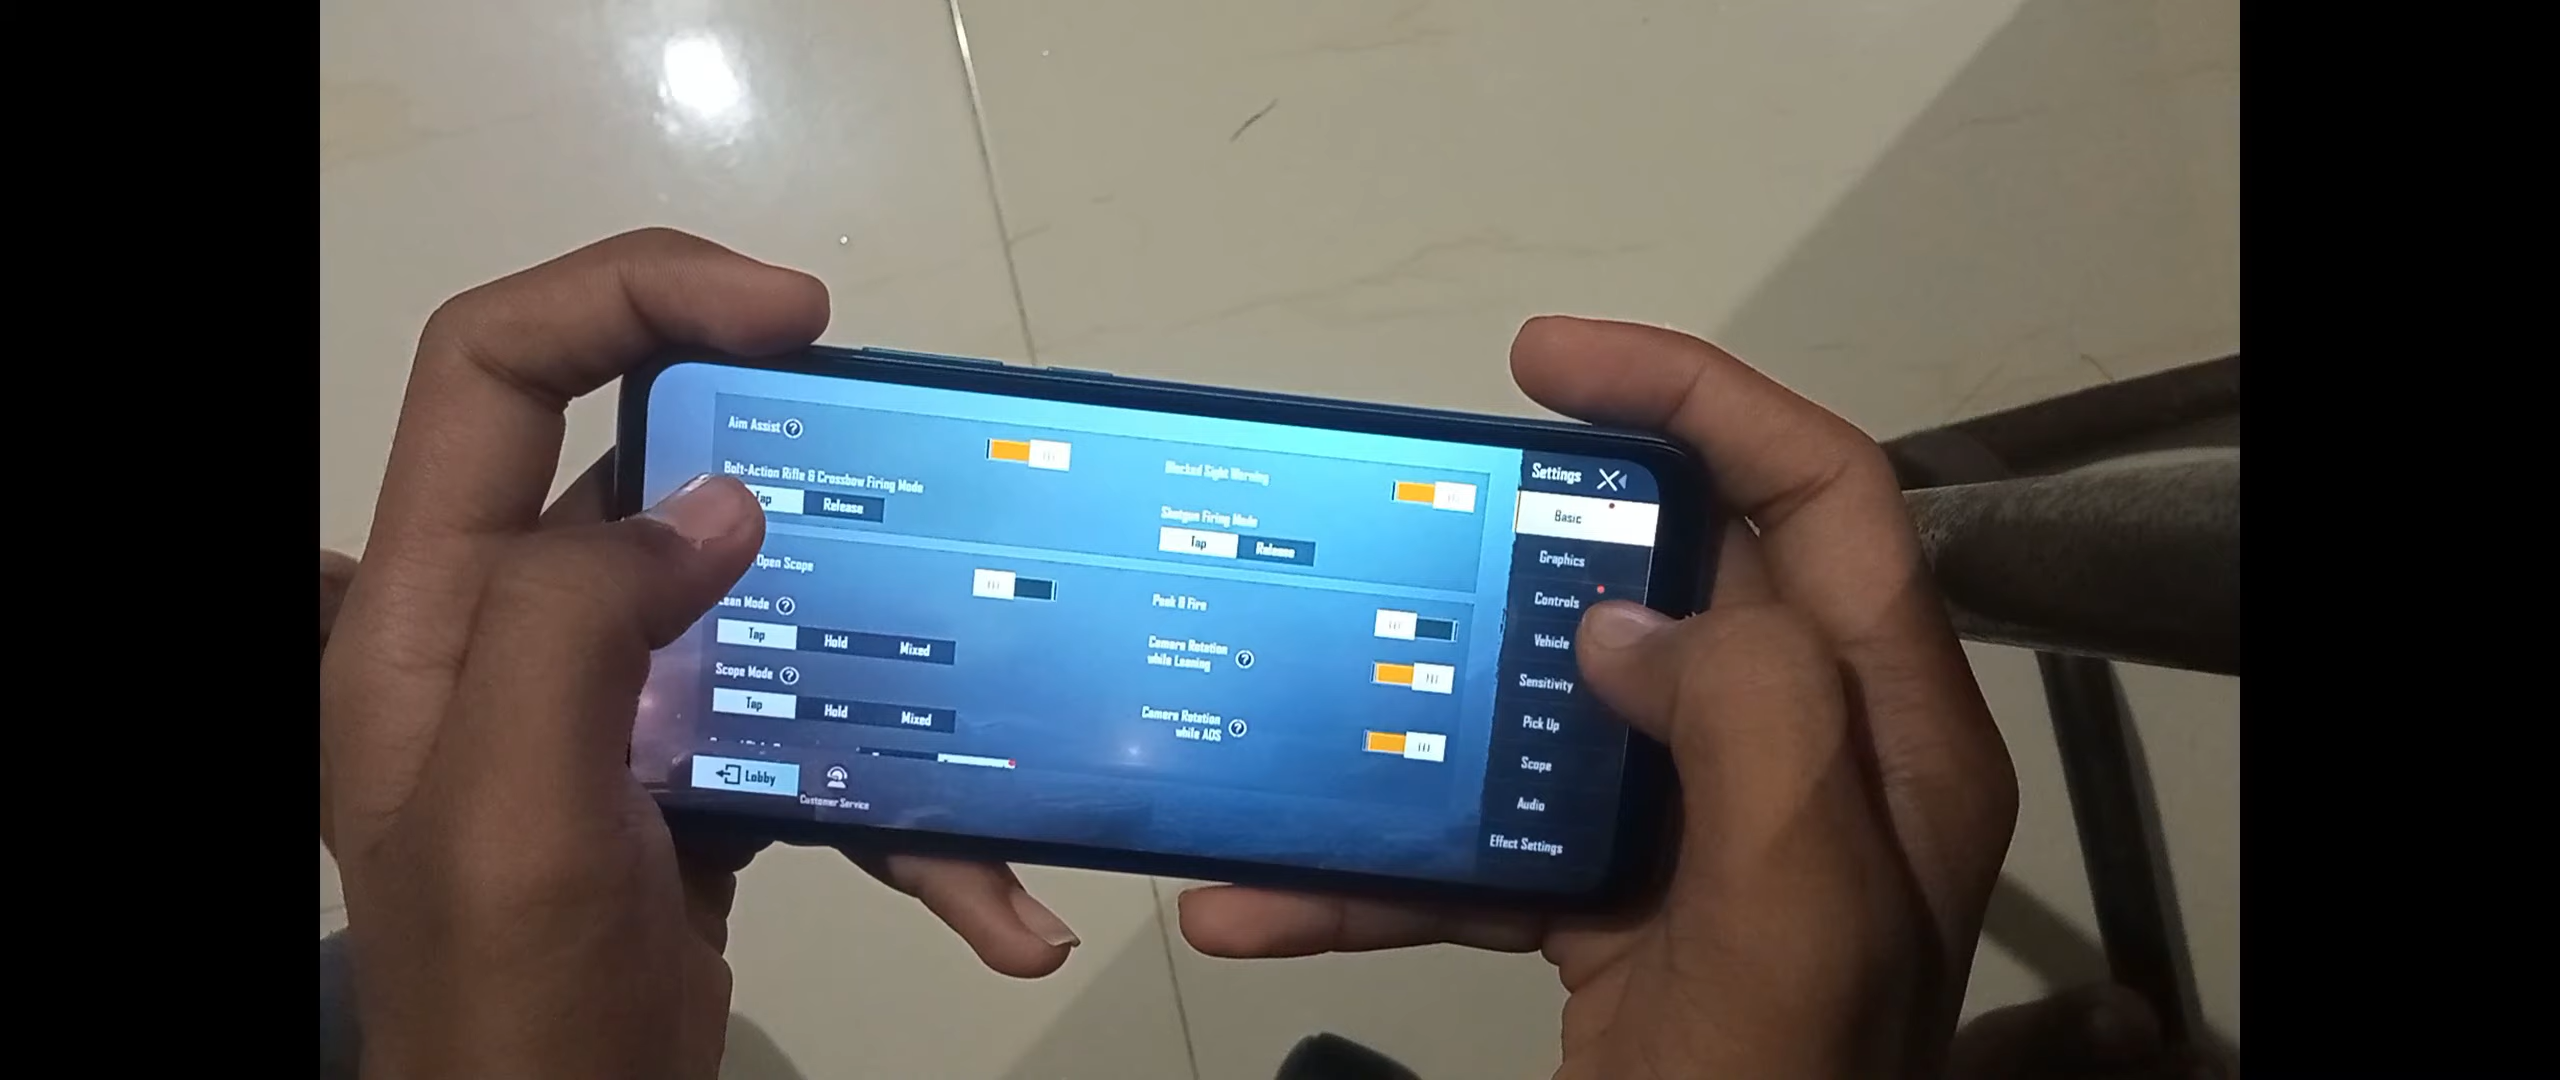 Aim Assist ?
Bolt-Action Rifle & Crossbow Firing Mode
Tap Release
Blocked Sight Warning
Shotgun Firing Mode
Tap Release
Open Scope
Peek & Fire
Lean Mode ?
Tap Hold Mixed
Camera Rotation
while Leaning ?
Scope Mode ?
Tap Hold Mixed
Camera Rotation
while ADS ?
Lobby
Customer Service
Settings
Basic
Graphics
Controls
Vehicle
Sensitivity
Pick Up
Scope
Audio
Effect Settings